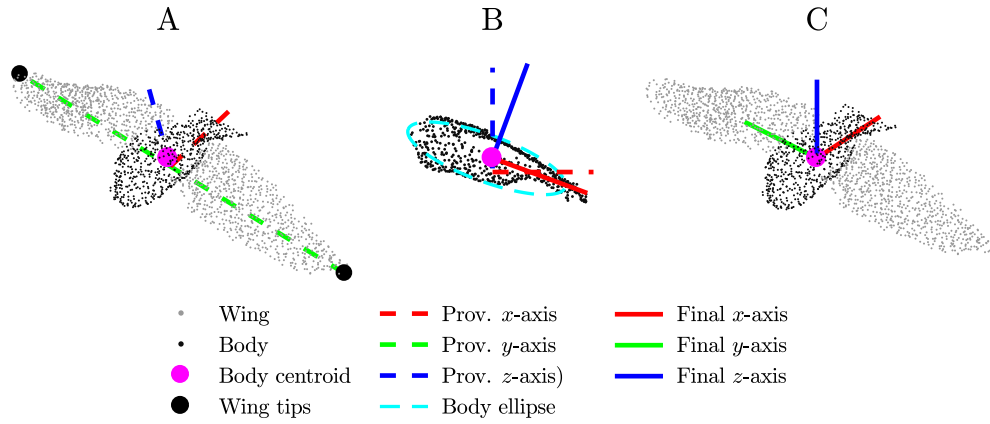 A B C
Wing Prov. x-axis Final x-axis
Body Prov. y-axis Final y-axis
Body centroid Prov. z-axis) Final z-axis
Wing tips Body ellipse